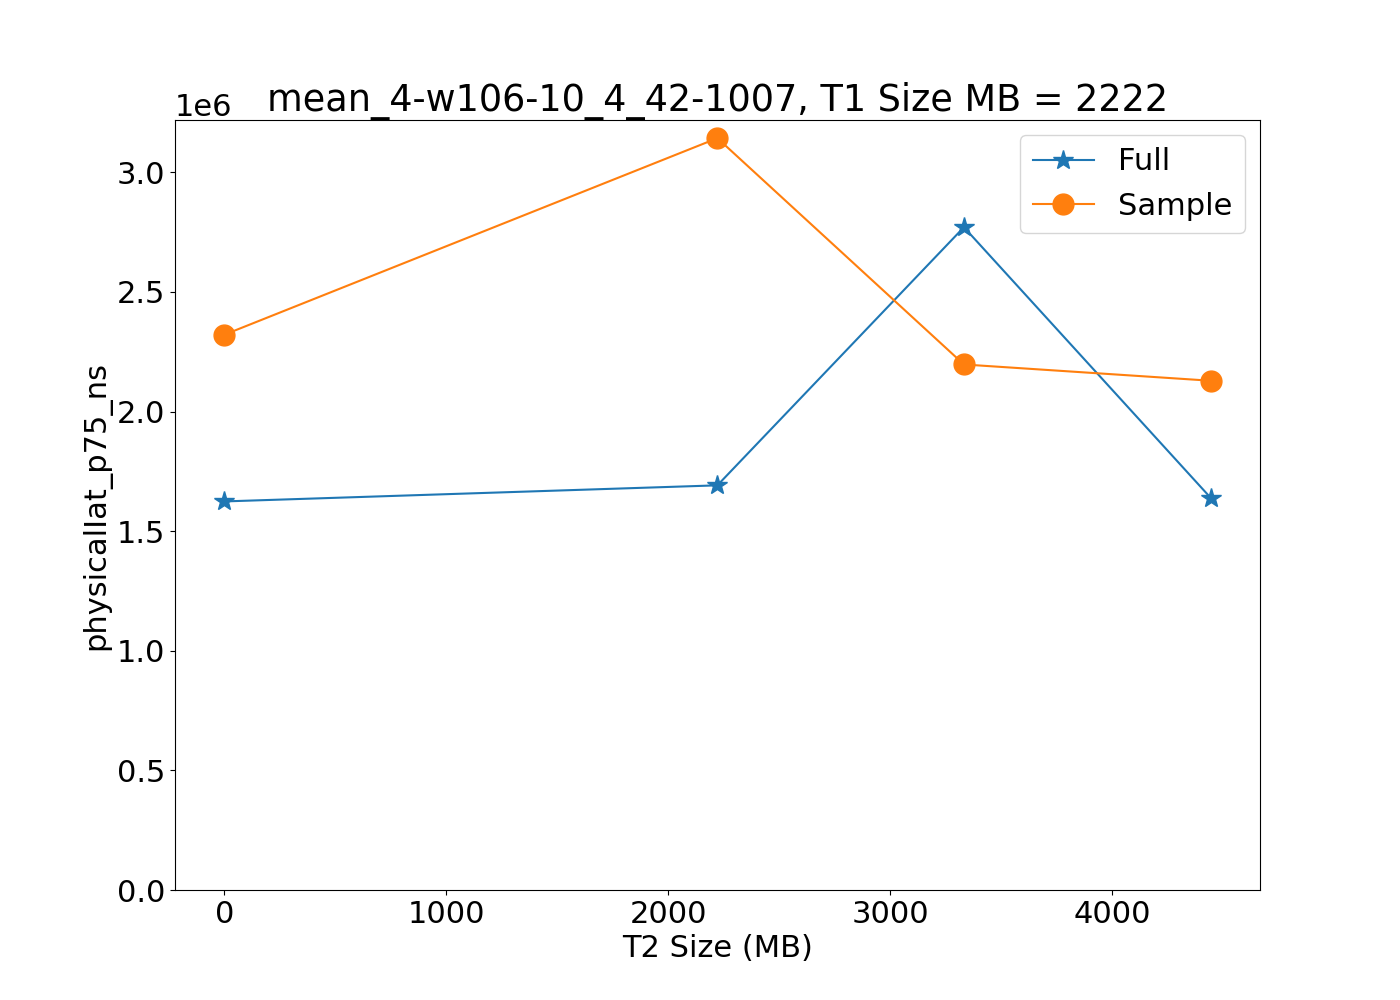 1e6
mean_4-w106-10_4_42-1007, T1 Size MB = 2222
Full
Sample
3.0
2.5
2.0
1.5
1.0
0.5
0.0
physicallat_p75_ns
0 1000 2000 3000 4000
T2 Size (MB)